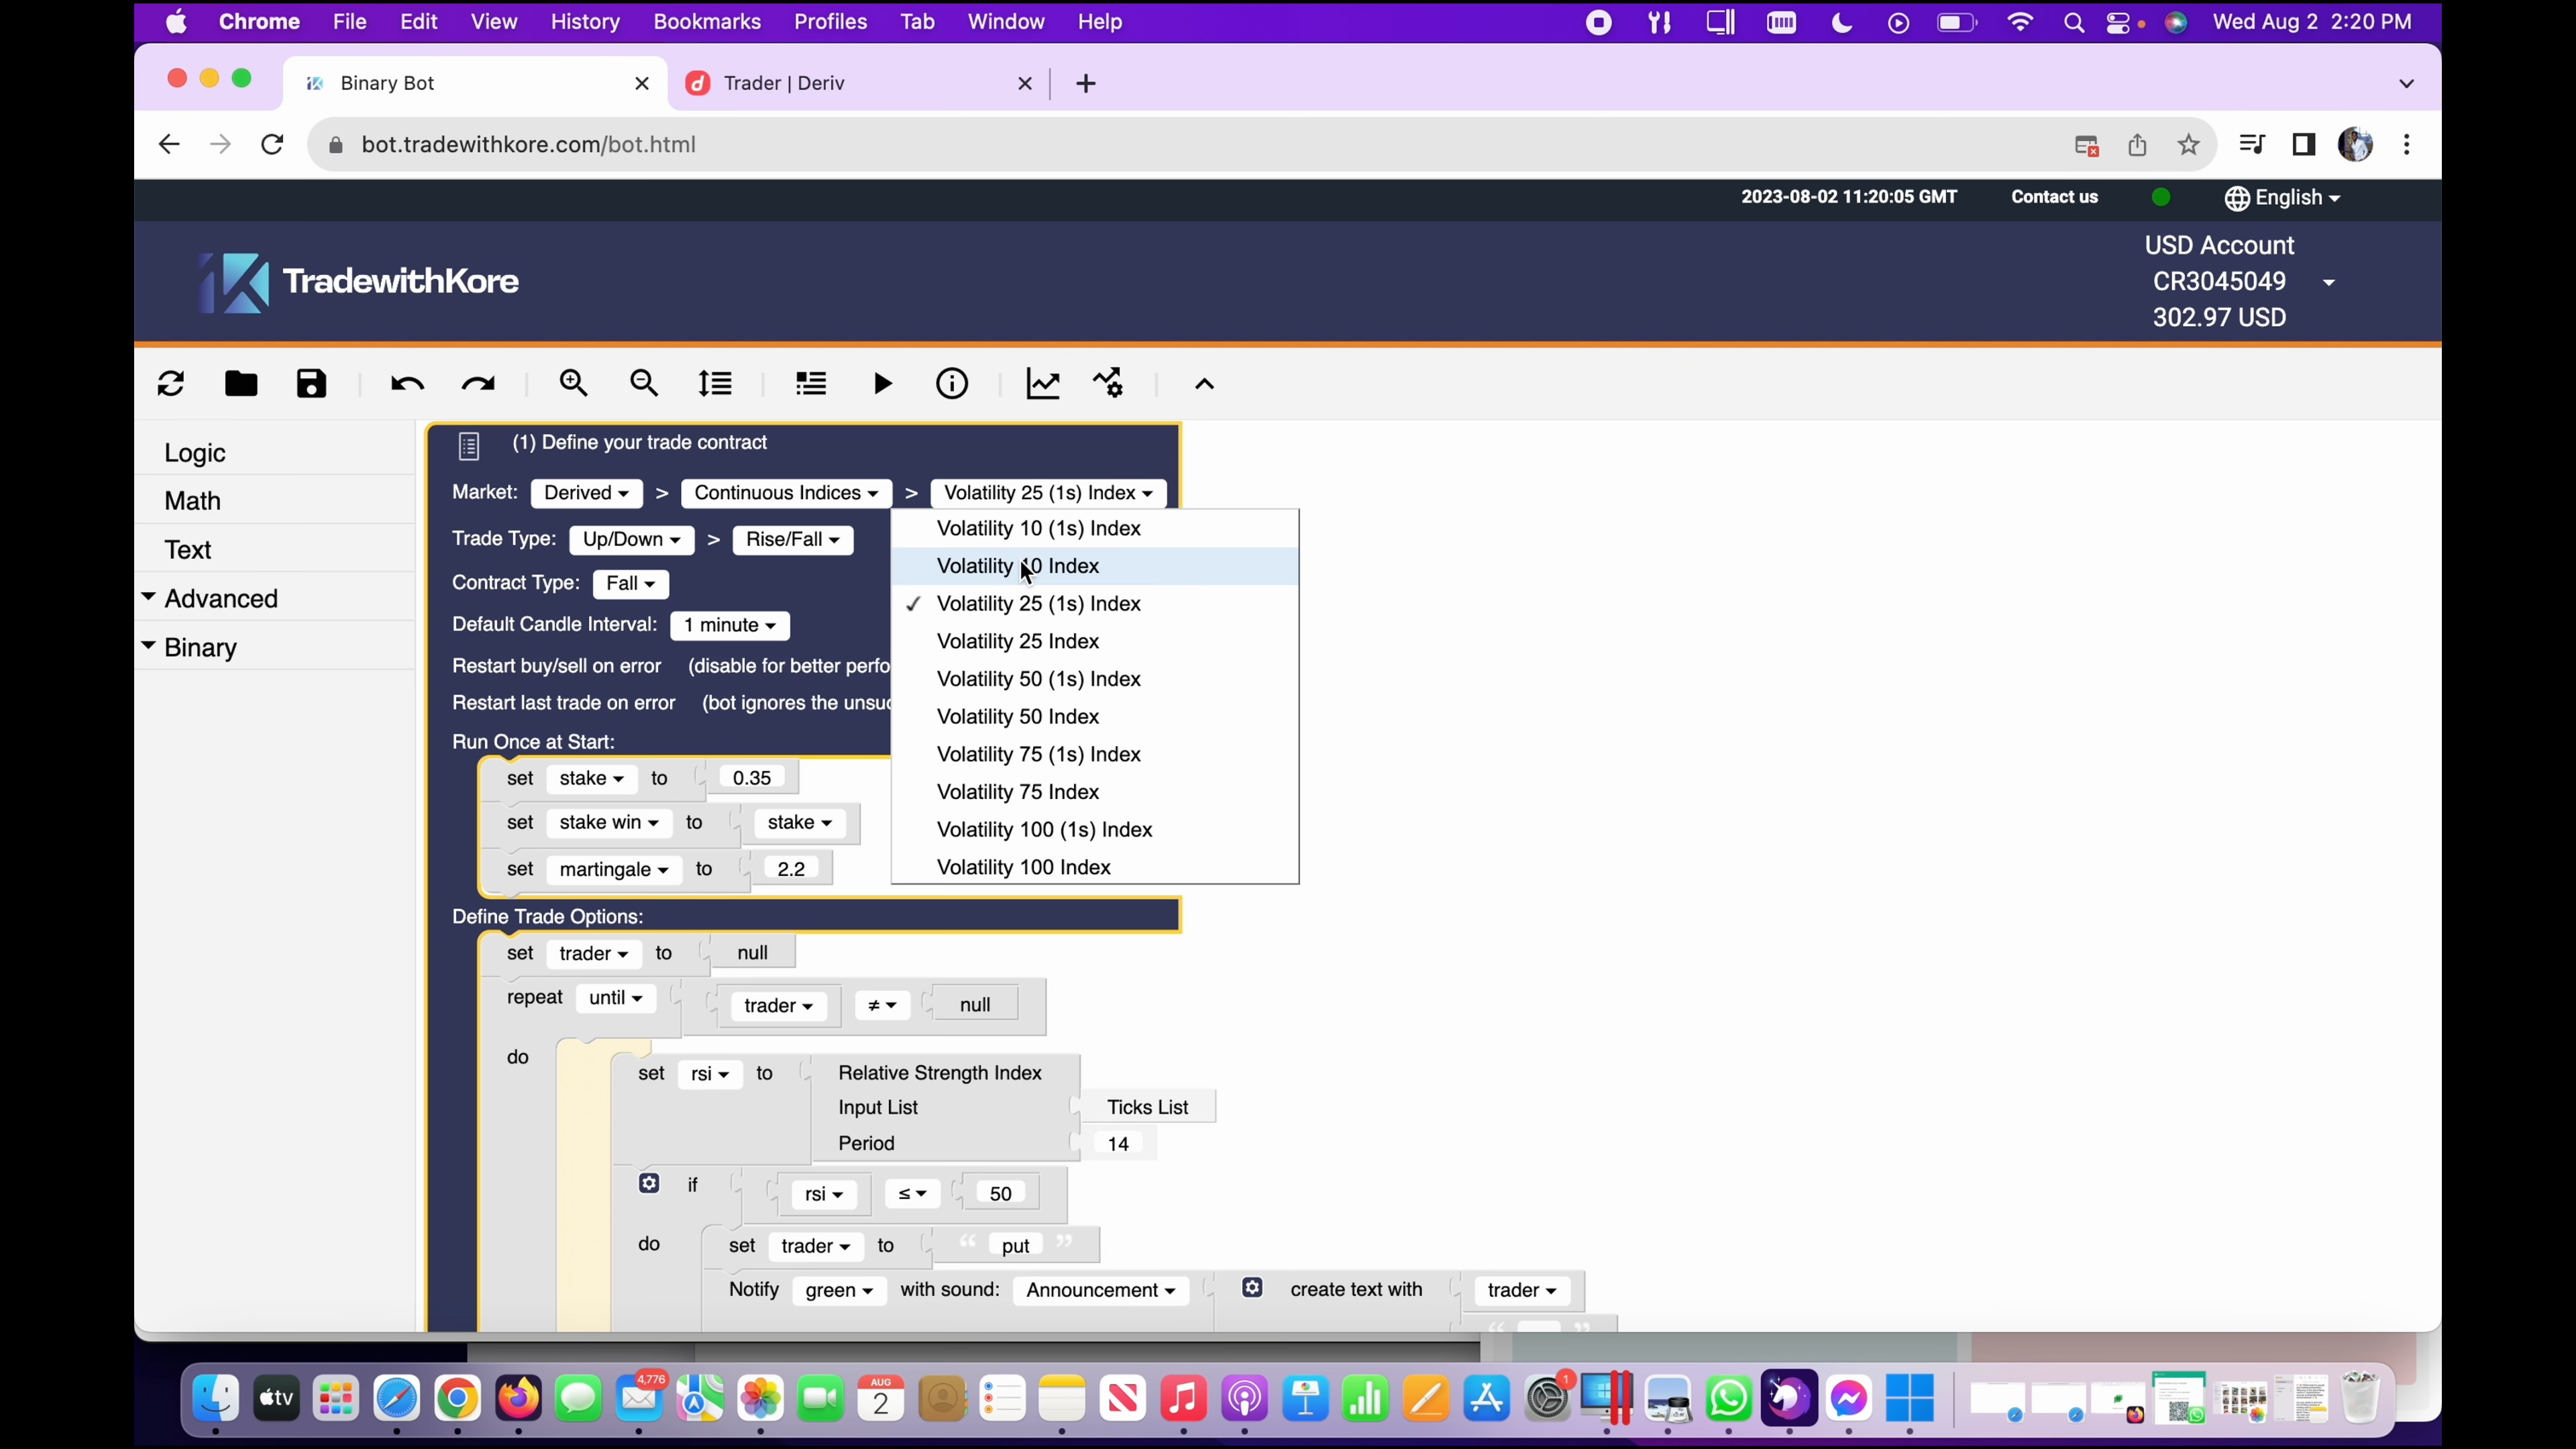 Chrome File Edit View History Bookmarks Profiles Tab Window Help Wed Aug 2 2:20 PM
Binary Bot Trader | Deriv
bot.tradewithkore.com/bot.html
2023-08-02 11:20:05 GMT Contact us English
TradewithKore
USD Account
CR3045049
302.97 USD
Logic
Math
Text
Advanced
Binary
(1) Define your trade contract
Market: Derived > Continuous Indices > Volatility 25 (1s) Index
Trade Type: Up/Down > Rise/Fall
Contract Type: Fall
Default Candle Interval: 1 minute
Restart buy/sell on error (disable for better perfo
Restart last trade on error (bot ignores the unsuc
Run Once at Start:
Volatility 10 (1s) Index
Volatility 10 Index
✓ Volatility 25 (1s) Index
Volatility 25 Index
Volatility 50 (1s) Index
Volatility 50 Index
Volatility 75 (1s) Index
Volatility 75 Index
Volatility 100 (1s) Index
Volatility 100 Index
set stake to 0.35
set stake win to stake
set martingale to 2.2
Define Trade Options:
set trader to null
repeat until trader ≠ null
do
set rsi to Relative Strength Index
Input List Ticks List
Period 14
if rsi ≤ 50
do set trader to “ put ”
Notify green with sound: Announcement create text with trader
tv
4,776
AUG
2
1